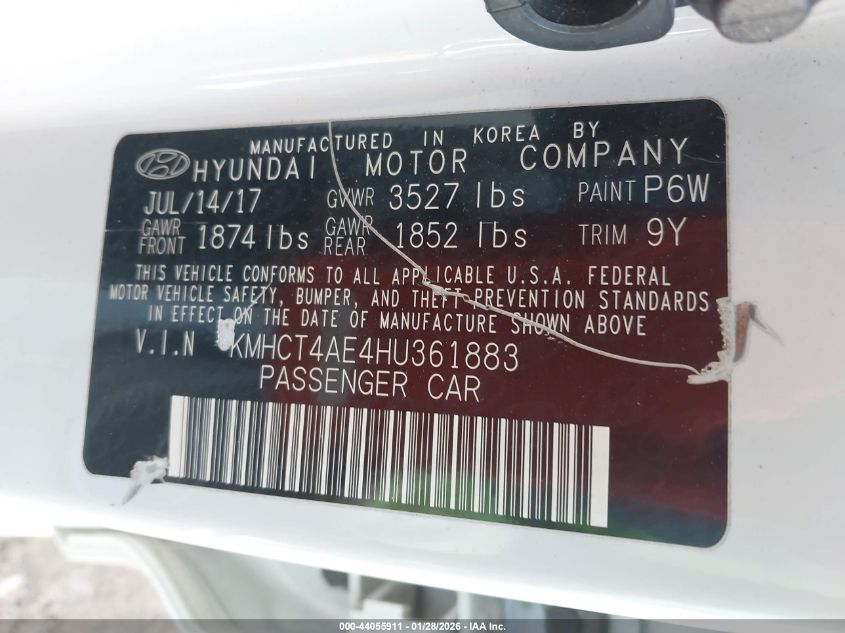 MANUFACTURED IN KOREA BY
HYUNDAI MOTOR COMPANY
JUL/14/17 GVWR 3527 lbs PAINT P6W
GAWR FRONT 1874 lbs GAWR REAR 1852 lbs TRIM 9Y
THIS VEHICLE CONFORMS TO ALL APPLICABLE U.S.A. FEDERAL
MOTOR VEHICLE SAFETY, BUMPER, AND THEFT PREVENTION STANDARDS
IN EFFECT ON THE DATE OF MANUFACTURE SHOWN ABOVE
V.I.N KMHCT4AE4HU361883
PASSENGER CAR
000-44055911 - 01/28/2026 - IAA Inc.